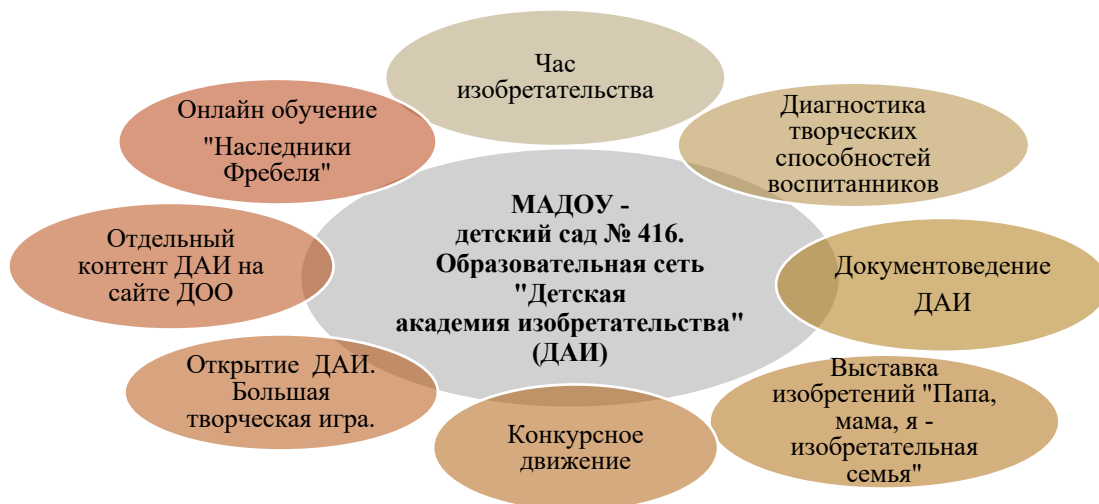 Час
изобретательства
Диагностика
творческих
способностей
воспитанников
Документоведение
ДАИ
Выставка
изобретений "Папа,
мама, я -
изобретательная
семья"
Конкурсное
движение
Открытие ДАИ.
Большая
творческая игра.
Отдельный
контент ДАИ на
сайте ДОО
Онлайн обучение
"Наследники
Фребеля"
МАДОУ -
детский сад № 416.
Образовательная сеть
"Детская
академия изобретательства"
(ДАИ)